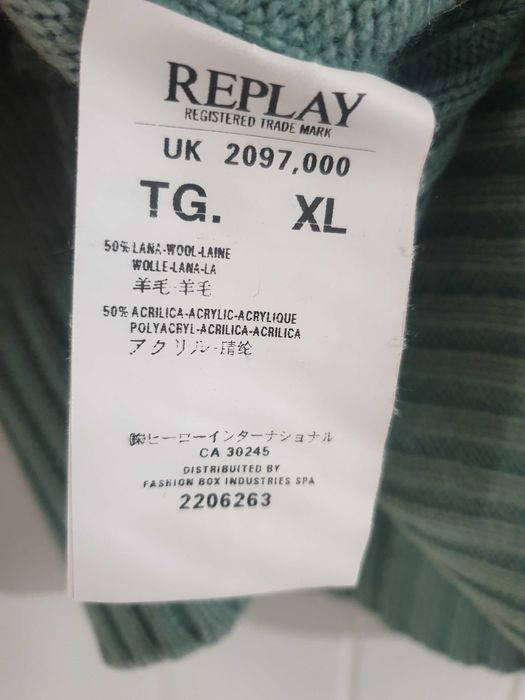 REPLAY
REGISTERED TRADE MARK
UK 2097,000
TG. XL
50% LANA-WOOL-LAINE
WOLLE-LANA-LA
羊毛-羊毛
50% ACRILICA-ACRYLIC-ACRYLIQUE
POLYACRYL-ACRILICA-ACRILICA
アクリル-腈纶
㈱ヒーローインターナショナル
CA 30245
DISTRIBUITED BY
FASHION BOX INDUSTRIES SPA
2206263